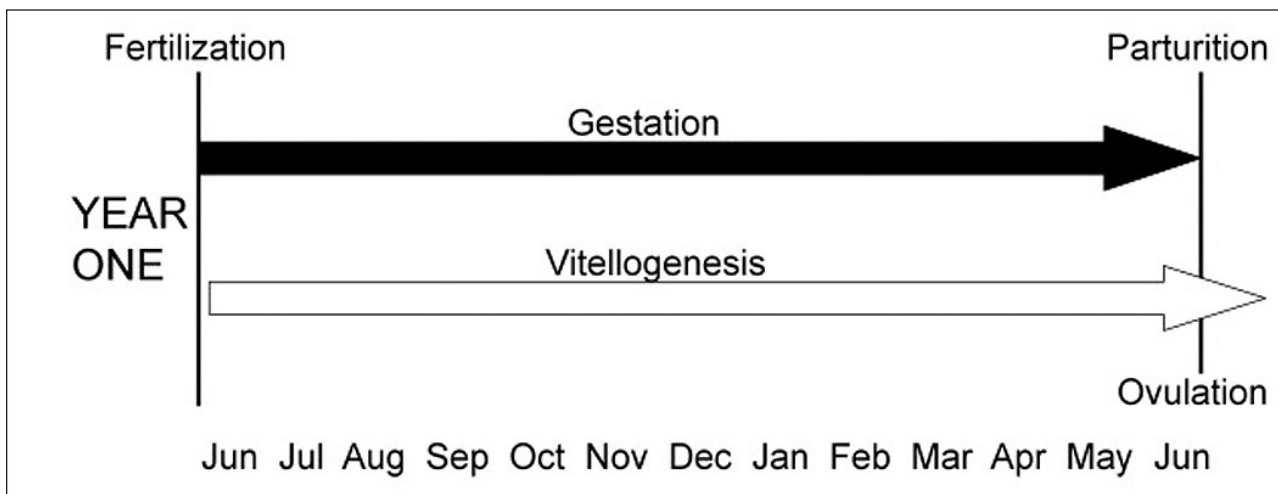 Fertilization
Parturition
Gestation
YEAR
ONE
Vitellogenesis
Ovulation
Jun Jul Aug Sep Oct Nov Dec Jan Feb Mar Apr May Jun